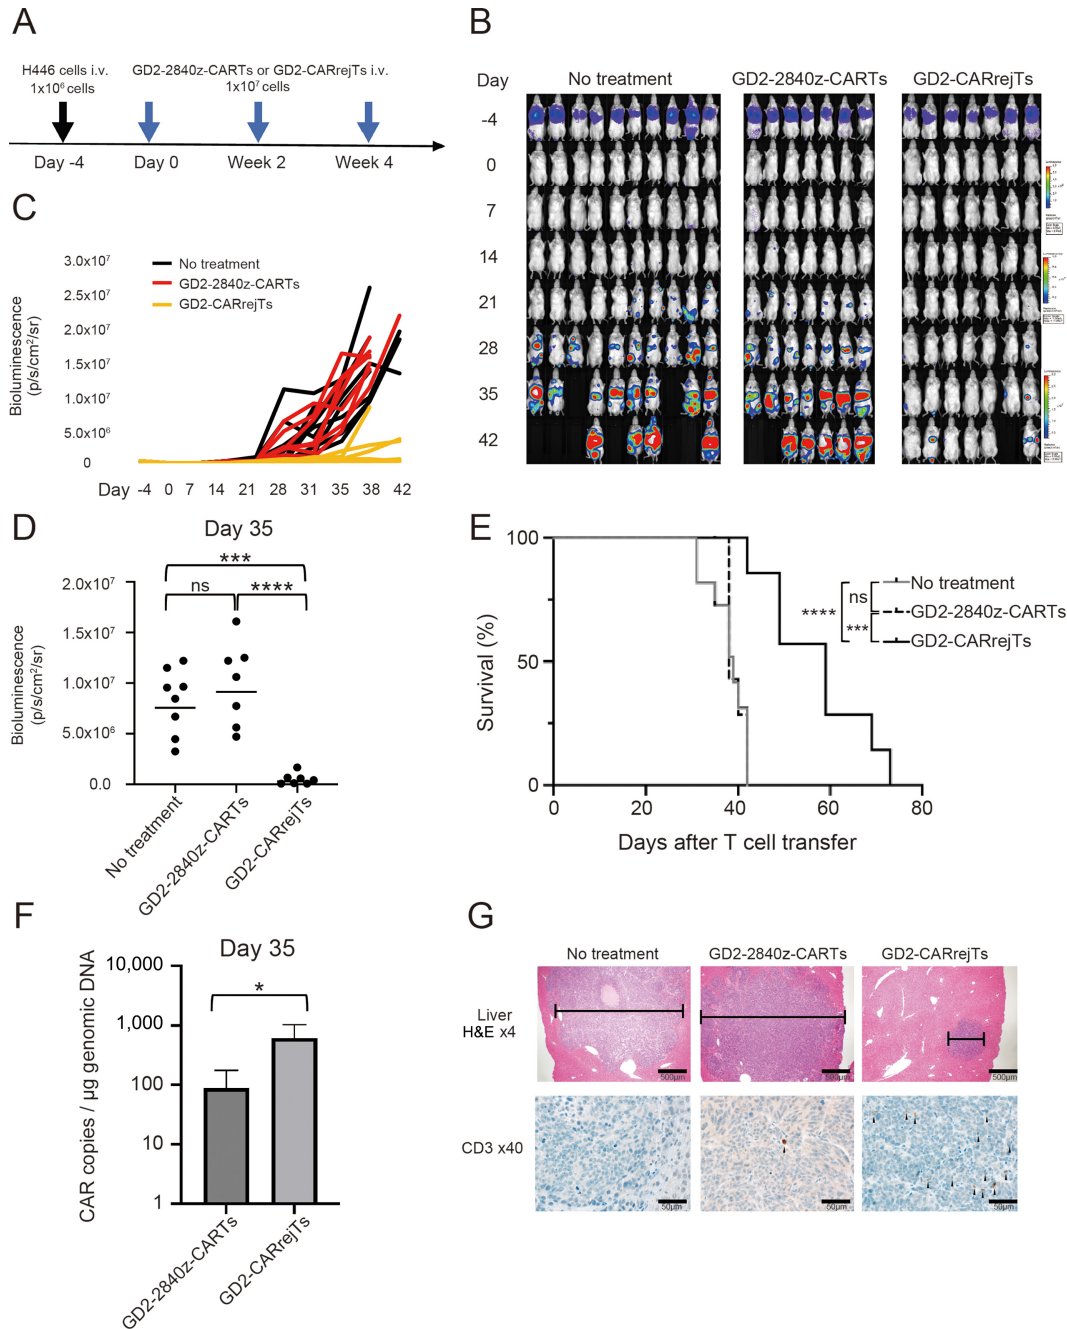 A
H446 cells i.v.
1x10⁶ cells
GD2-2840z-CARTs or GD2-CARrejTs i.v.
1x10⁷ cells
Day -4
Day 0
Week 2
Week 4
B
Day
No treatment
GD2-2840z-CARTs
GD2-CARrejTs
-4
0
7
14
21
28
35
42
C
Bioluminescence
(p/s/cm²/sr)
3.0x10⁷
2.5x10⁷
2.0x10⁷
1.5x10⁷
1.0x10⁷
5.0x10⁶
0
No treatment
GD2-2840z-CARTs
GD2-CARrejTs
Day -4 0 7 14 21 28 31 35 38 42
D
Day 35
***
ns
****
Bioluminescence
(p/s/cm²/sr)
2.0x10⁷
1.5x10⁷
1.0x10⁷
5.0x10⁶
0.0
No treatment
GD2-2840z-CARTs
GD2-CARrejTs
E
Survival (%)
100
50
0
0 20 40 60 80
Days after T cell transfer
****
ns
***
No treatment
GD2-2840z-CARTs
GD2-CARrejTs
F
Day 35
*
CAR copies / µg genomic DNA
10,000
1,000
100
10
1
GD2-2840z-CARTs
GD2-CARrejTs
G
No treatment
GD2-2840z-CARTs
GD2-CARrejTs
Liver
H&E x4
500µm
500µm
500µm
CD3 x40
50µm
50µm
50µm